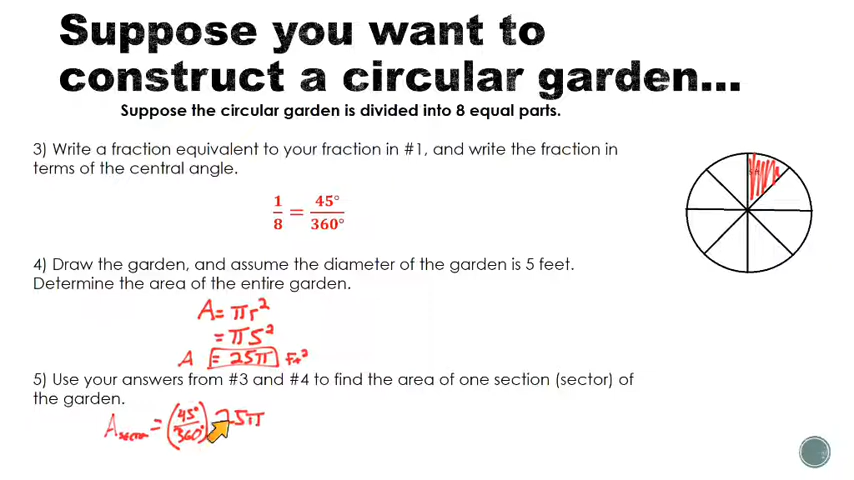 Suppose you want to
construct a circular garden...
Suppose the circular garden is divided into 8 equal parts.
3) Write a fraction equivalent to your fraction in #1, and write the fraction in
terms of the central angle.
1/8 = 45°/360°
4) Draw the garden, and assume the diameter of the garden is 5 feet.
Determine the area of the entire garden.
A = πr²
= π5²
A = 25π Ft²
5) Use your answers from #3 and #4 to find the area of one section (sector) of
the garden.
A sector = (45°/360°) 25π